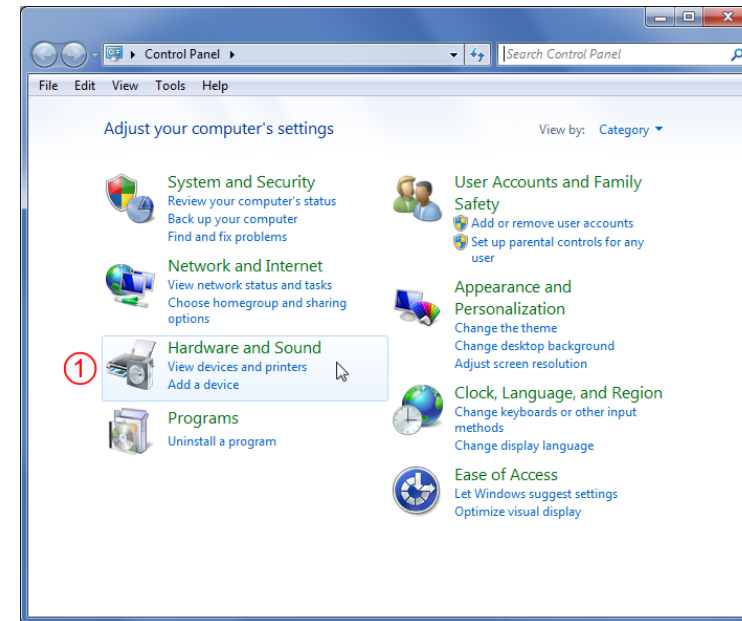 Control Panel
Search Control Panel
File Edit View Tools Help
Adjust your computer's settings
View by: Category
System and Security
Review your computer's status
Back up your computer
Find and fix problems
Network and Internet
View network status and tasks
Choose homegroup and sharing
options
1
Hardware and Sound
View devices and printers
Add a device
Programs
Uninstall a program
User Accounts and Family
Safety
Add or remove user accounts
Set up parental controls for any
user
Appearance and
Personalization
Change the theme
Change desktop background
Adjust screen resolution
Clock, Language, and Region
Change keyboards or other input
methods
Change display language
Ease of Access
Let Windows suggest settings
Optimize visual display